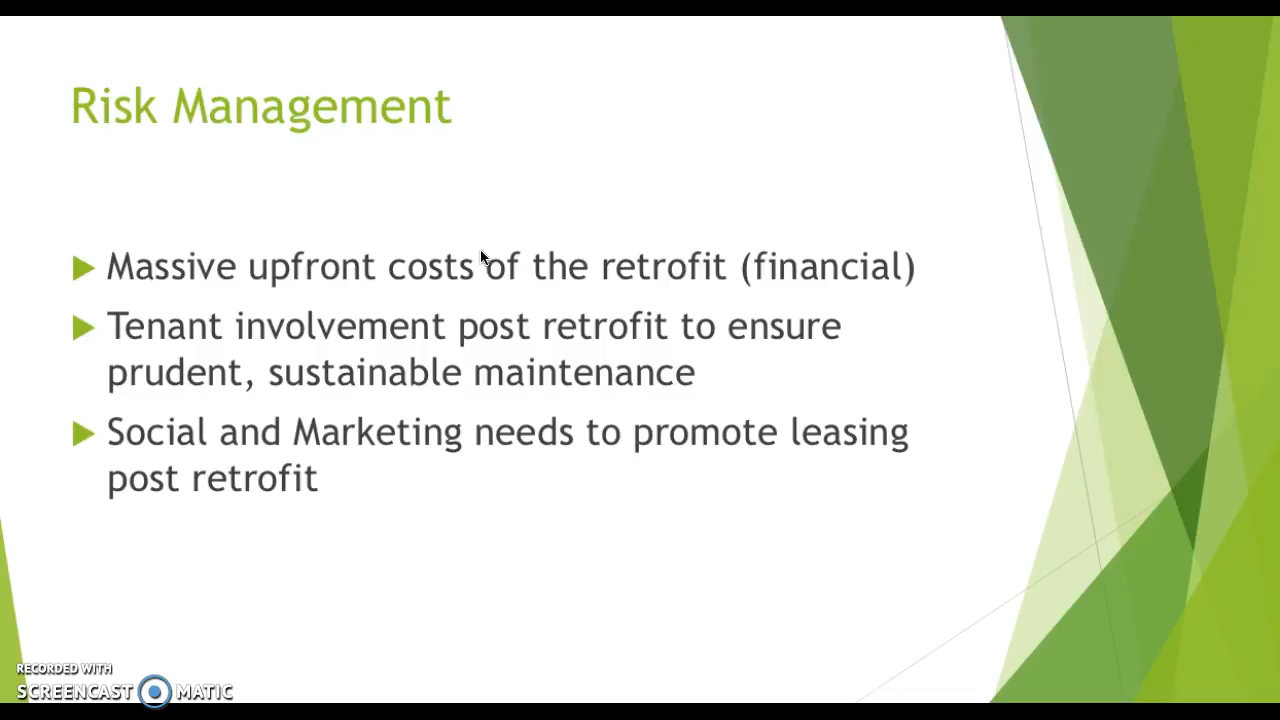 Risk Management
Massive upfront costs of the retrofit (financial)
Tenant involvement post retrofit to ensure
prudent, sustainable maintenance
Social and Marketing needs to promote leasing
post retrofit
RECORDED WITH
SCREENCAST MATIC